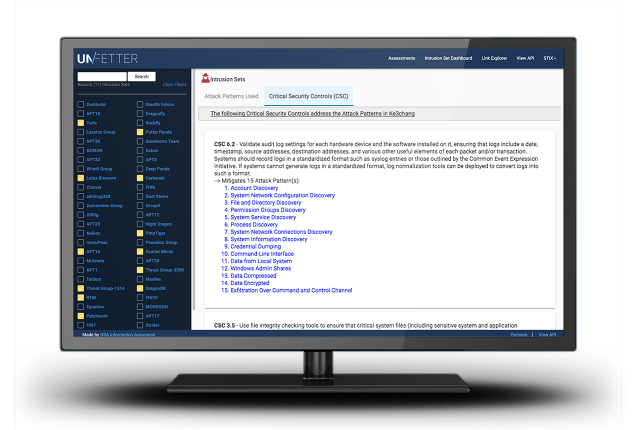 UNFETTER
Assessments Intrusion Set Dashboard Link Explorer View API STIX
Search
Results (11) Intrusion Sets Clear Filters
Darkhotel Stealth Falcon
APT18 Dragonfly
Turla Suckfly
Lazarus Group Putter Panda
APT28 Sandworm Team
GCMAN Axiom
APT32 APT3
Winnti Group Deep Panda
Lotus Blossom Carbanak
Cleaver FIN6
admin@338 Dust Storm
Gamaredon Group Group5
APT12
APT29 Night Dragon
Naikon PittyTiger
menuPass Poseidon Group
APT16 Scarlet Mimic
Molerats
APT1 Threat Group-3390
Taidoor Moafee
Threat Group-1314 DragonOK
RTM FIN10
Equation MONSOON
Patchwork APT17
FIN7 Strider
Made by NSA Information Assurance
Intrusion Sets
Attack Patterns Used Critical Security Controls (CSC)
The following Critical Security Controls address the Attack Patterns in Ke3chang
CSC 6.2 - Validate audit log settings for each hardware device and the software installed on it, ensuring that logs include a date,
timestamp, source addresses, destination addresses, and various other useful elements of each packet and/or transaction.
Systems should record logs in a standardized format such as syslog entries or those outlined by the Common Event Expression
initiative. If systems cannot generate logs in a standardized format, log normalization tools can be deployed to convert logs into
such a format.
→ Mitigates 15 Attack Pattern(s):
1. Account Discovery
2. System Network Configuration Discovery
3. File and Directory Discovery
4. Permission Groups Discovery
5. System Service Discovery
6. Process Discovery
7. System Network Connections Discovery
8. System Information Discovery
9. Credential Dumping
10. Command-Line Interface
11. Data from Local System
12. Windows Admin Shares
13. Data Compressed
14. Data Encrypted
15. Exfiltration Over Command and Control Channel
CSC 3.5 - Use file integrity checking tools to ensure that critical system files (including sensitive system and application
Partners | View API